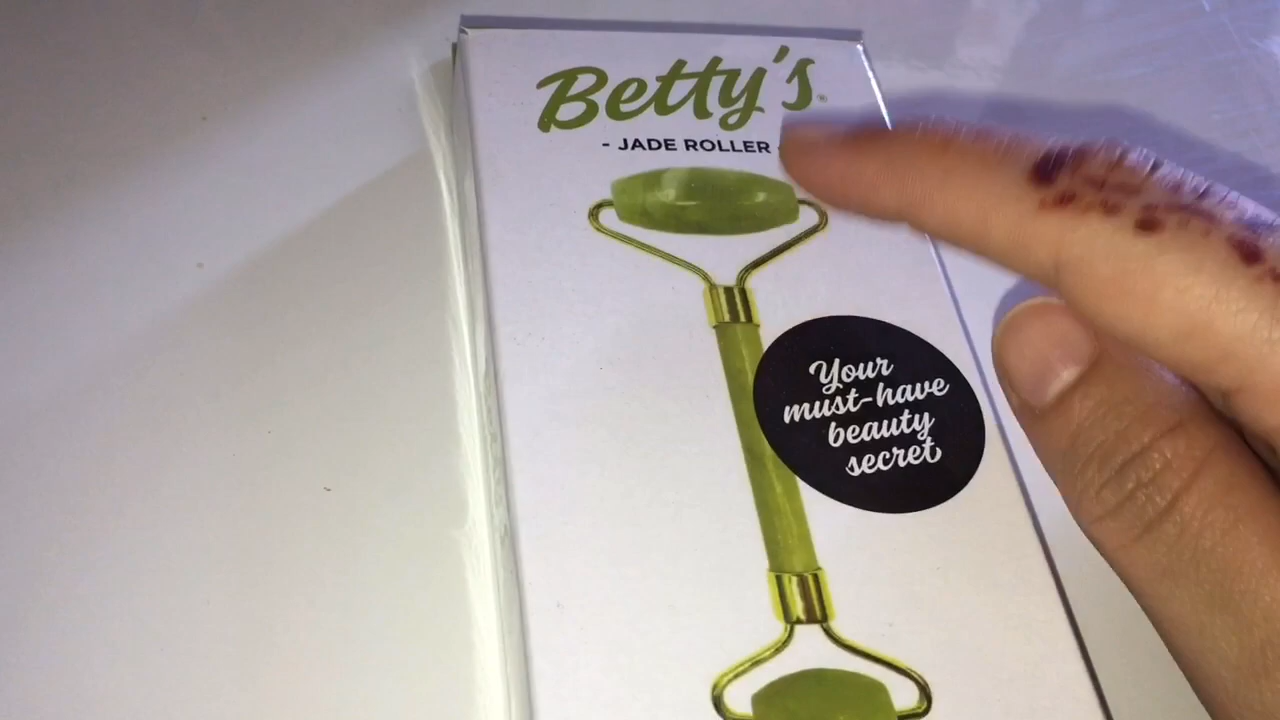 Betty's®
- JADE ROLLER -
Your
must-have
beauty
secret